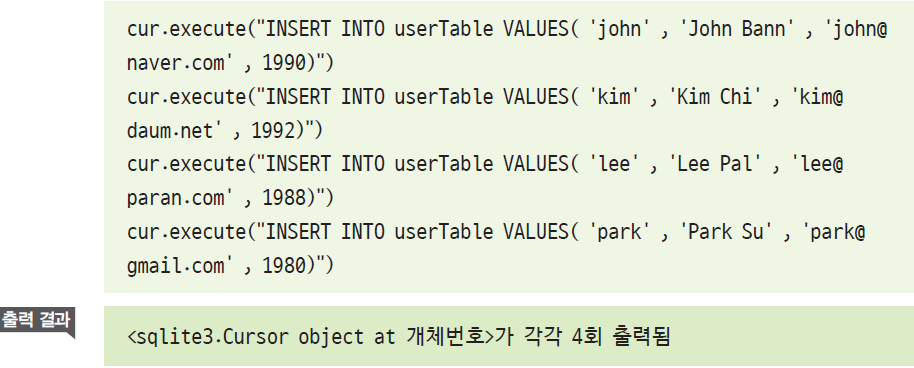 cur.execute("INSERT INTO userTable VALUES( 'john' , 'John Bann' , 'john@
naver.com' , 1990)")
cur.execute("INSERT INTO userTable VALUES( 'kim' , 'Kim Chi' , 'kim@
daum.net' , 1992)")
cur.execute("INSERT INTO userTable VALUES( 'lee' , 'Lee Pal' , 'lee@
paran.com' , 1988)")
cur.execute("INSERT INTO userTable VALUES( 'park' , 'Park Su' , 'park@
gmail.com' , 1980)")
출력 결과
<sqlite3.Cursor object at 개체번호>가 각각 4회 출력됨